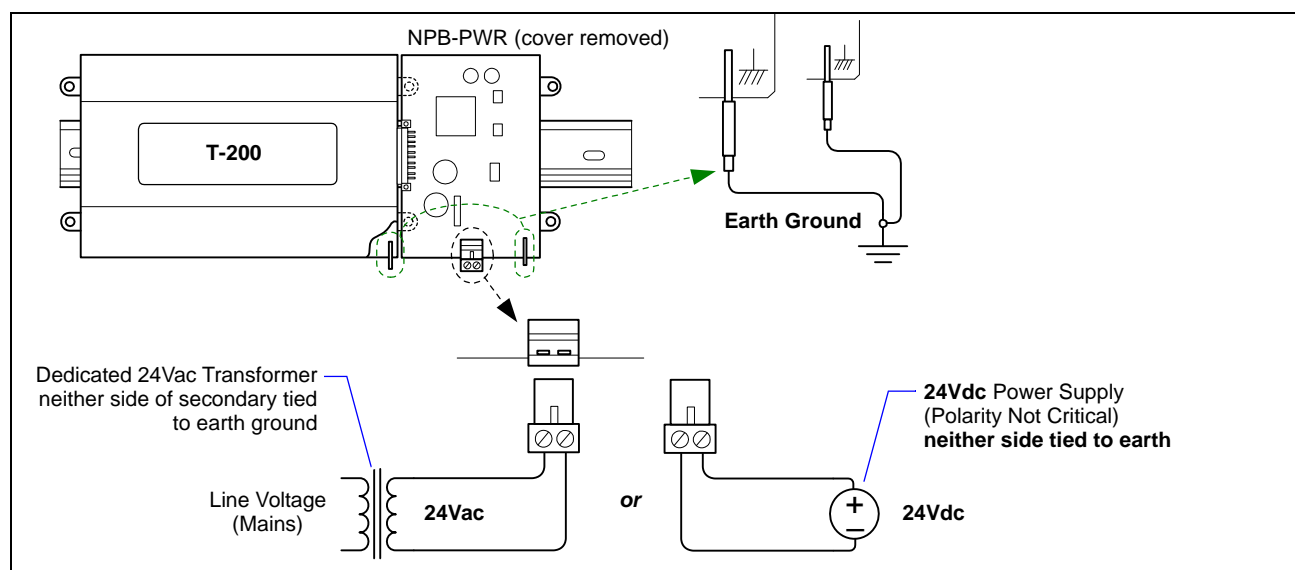 NPB-PWR (cover removed)
T-200
Earth Ground
Dedicated 24Vac Transformer
neither side of secondary tied
to earth ground
24Vdc Power Supply
(Polarity Not Critical)
neither side tied to earth
Line Voltage
(Mains)
24Vac
or
+
–
24Vdc